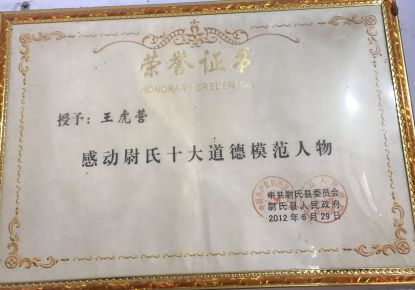 荣誉证书
HONORARY CREDENTIAL
授予：王虎营
感动尉氏十大道德模范人物
中共尉氏县委员会
尉氏县人民政府
2012年6月29日